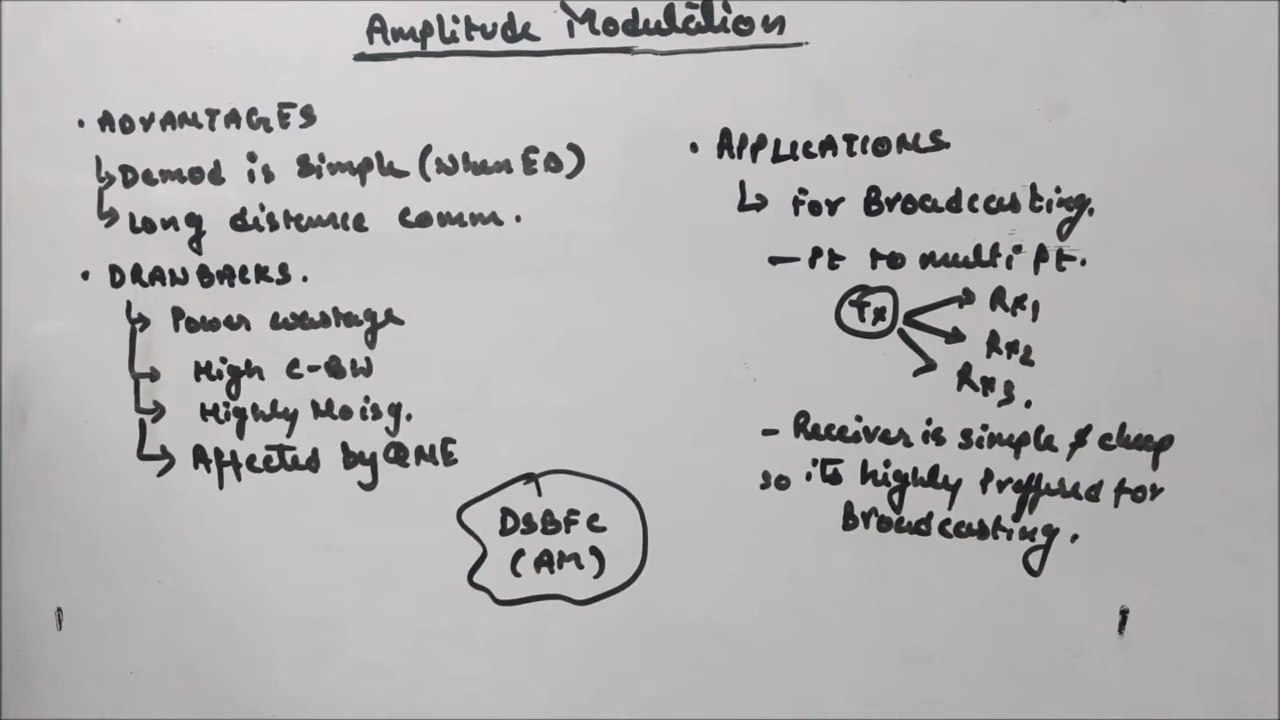 Amplitude Modulation
• ADVANTAGES
Demod is simple (when ED)
Long distance comm.
• DRAWBACKS.
Power wastage
High C-BW
Highly Noisy.
Affected by QNE
DSBFC
(AM)
• APPLICATIONS
for Broadcasting.
- Pt to multi Pt.
Tx
Rx1
Rx2
Rx3.
- Receiver is simple & cheap
so its highly Preffered for
Broadcasting.